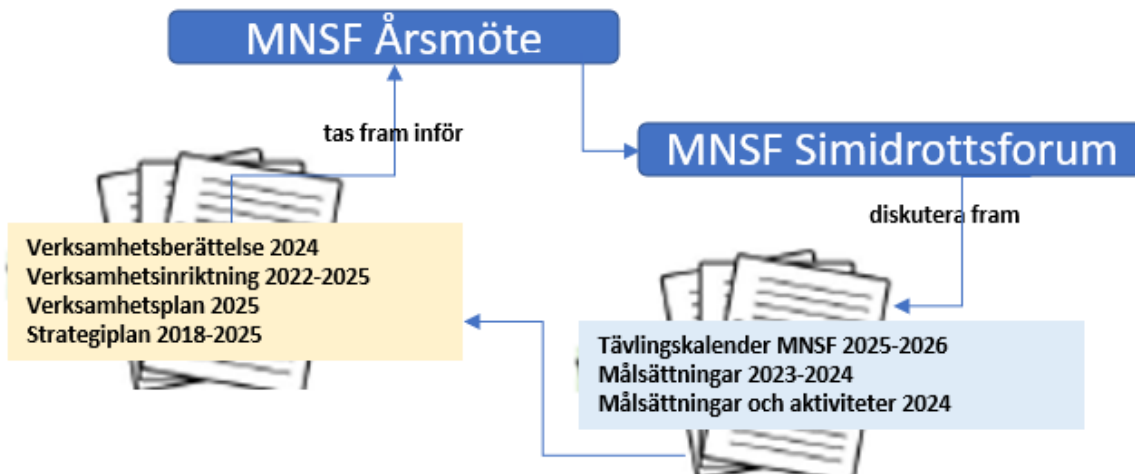 MNSF Årsmöte
tas fram inför
MNSF Simidrottsforum
diskutera fram
Verksamhetsberättelse 2024
Verksamhetsinriktning 2022-2025
Verksamhetsplan 2025
Strategiplan 2018-2025
Tävlingskalender MNSF 2025-2026
Målsättningar 2023-2024
Målsättningar och aktiviteter 2024